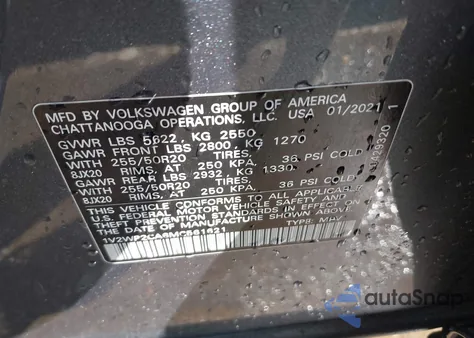 MFD BY VOLKSWAGEN GROUP OF AMERICA
CHATTANOOGA OPERATIONS, LLC. USA 01/2021 1
GVWR LBS 5622, KG 2550
GAWR FRONT LBS 2800, KG 1270
WITH 255/50R20 TIRES,
8JX20 RIMS, AT 250 KPA, 36 PSI COLD
GAWR REAR LBS 2932, KG 1330
WITH 255/50R20 TIRES,
8JX20 RIMS, AT 250 KPA, 36 PSI COLD
THIS VEHICLE CONFORMS TO ALL APPLICABLE
U.S. FEDERAL MOTOR VEHICLE SAFETY AND
THEFT PREVENTION STANDARDS IN EFFECT ON
THE DATE OF MANUFACTURE SHOWN ABOVE.
TYPE: MPV
autoSnap